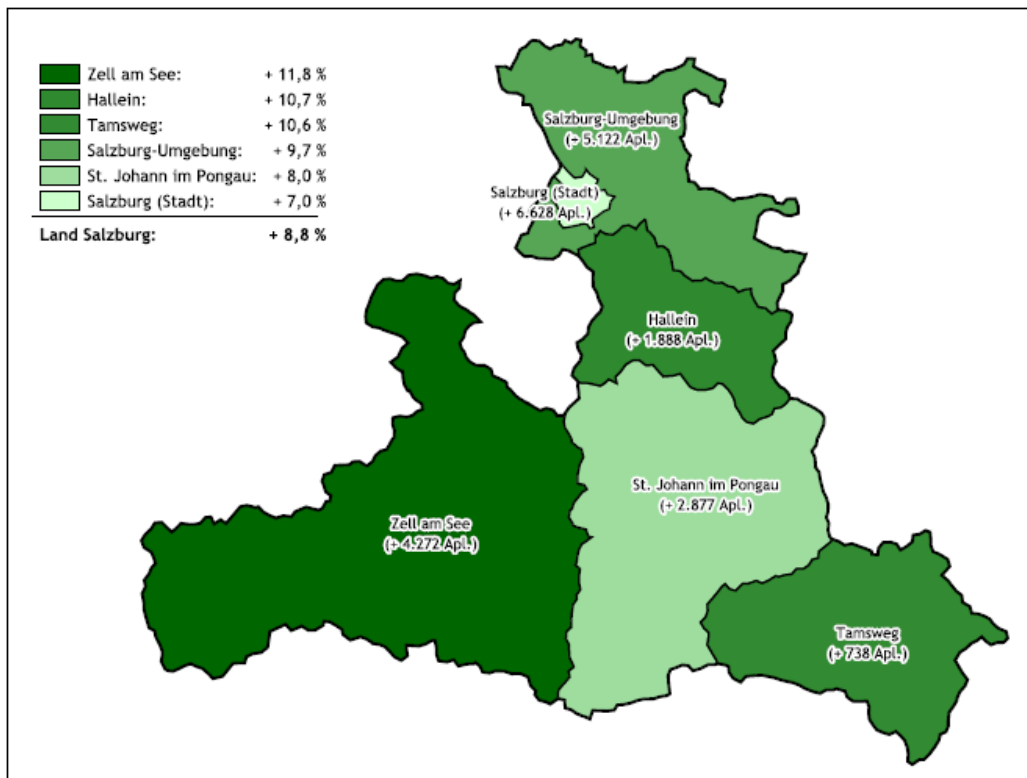 Zell am See: + 11,8 %
Hallein: + 10,7 %
Tamsweg: + 10,6 %
Salzburg-Umgebung: + 9,7 %
St. Johann im Pongau: + 8,0 %
Salzburg (Stadt): + 7,0 %
Land Salzburg: + 8,8 %
Salzburg-Umgebung
(+ 5.122 Apl.)
Salzburg (Stadt)
(+ 6.628 Apl.)
Hallein
(+ 1.888 Apl.)
St. Johann im Pongau
(+ 2.877 Apl.)
Zell am See
(+ 4.272 Apl.)
Tamsweg
(+ 738 Apl.)